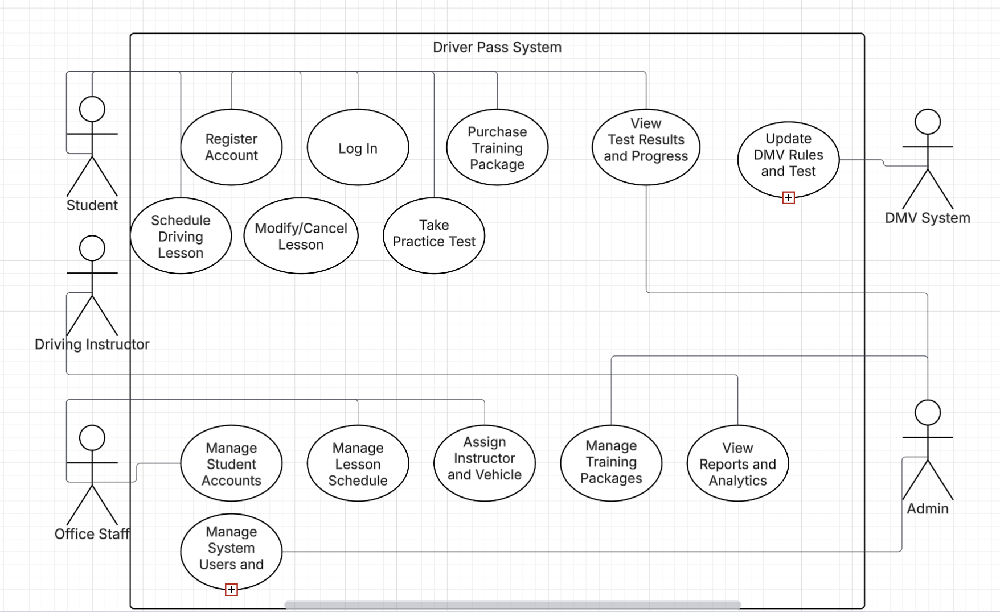 Driver Pass System
Register
Account
Log In
Purchase
Training
Package
View
Test Results
and Progress
Update
DMV Rules
and Test
Student
DMV System
Schedule
Driving
Lesson
Modify/Cancel
Lesson
Take
Practice Test
Driving Instructor
Manage
Student
Accounts
Manage
Lesson
Schedule
Assign
Instructor
and Vehicle
Manage
Training
Packages
View
Reports and
Analytics
Admin
Office Staff
Manage
System
Users and